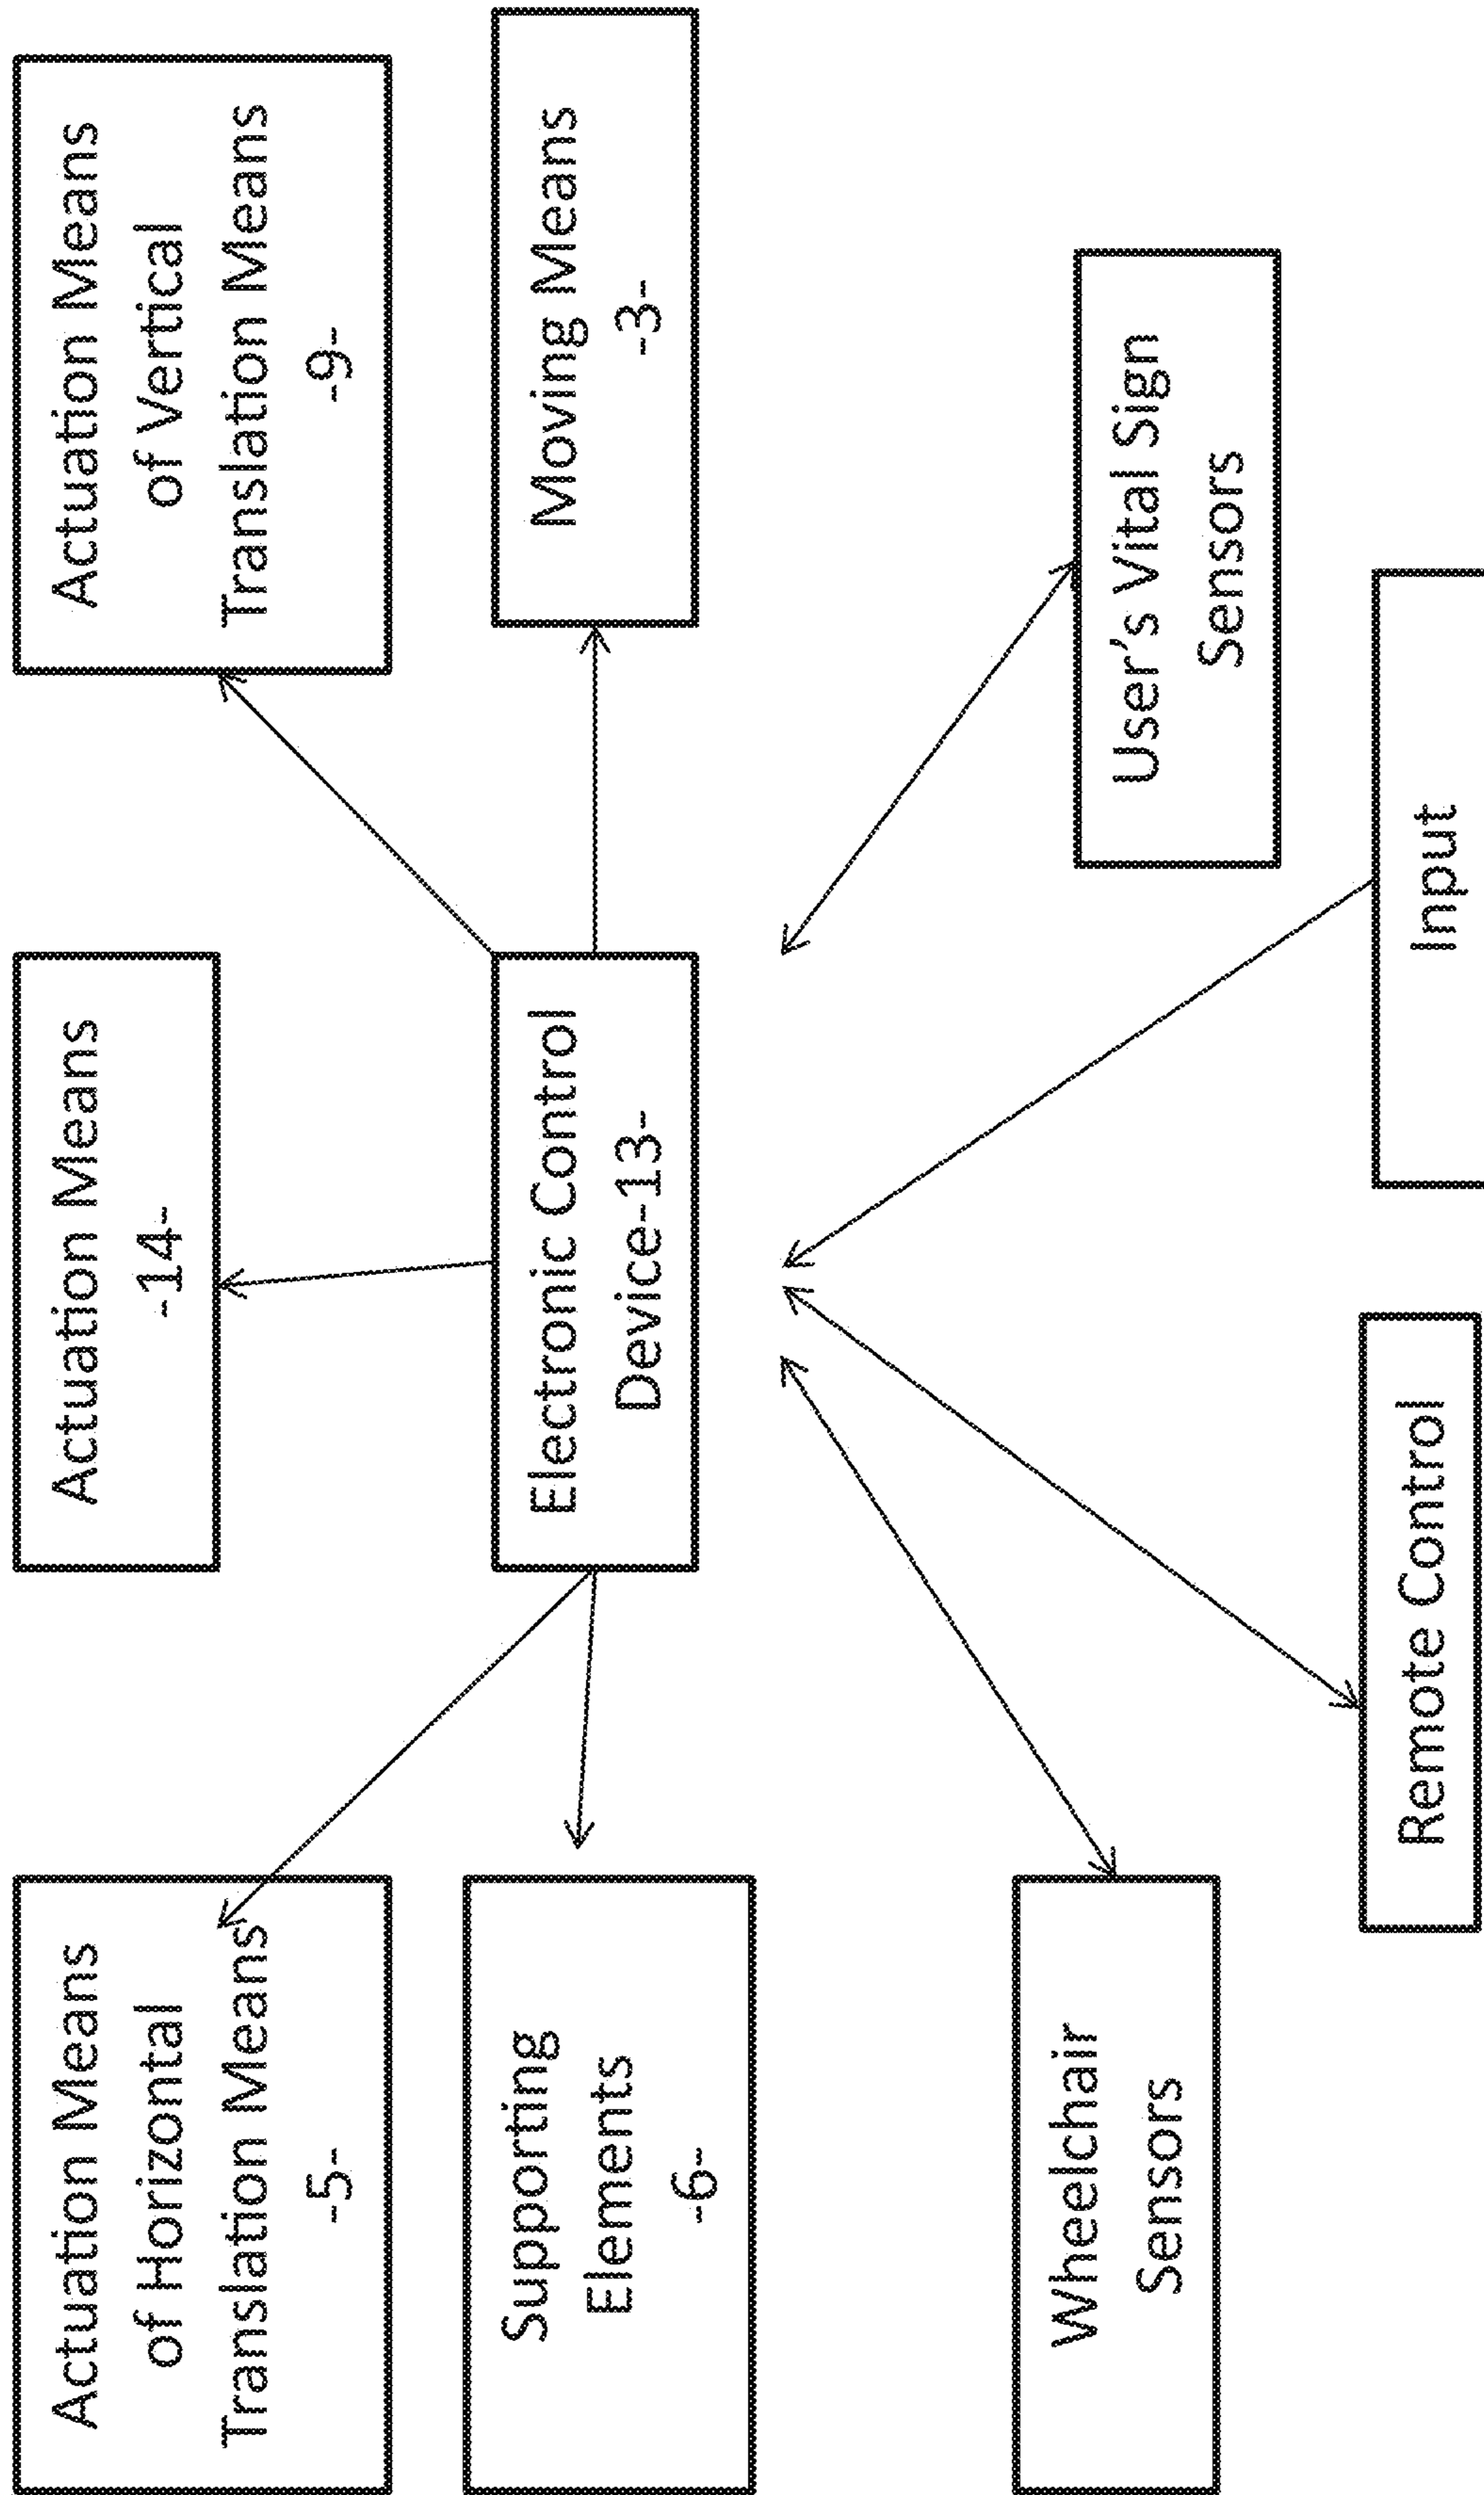 Actuation Means
of Horizontal
Translation Means
-5-
Actuation Means
-14-
Actuation Means
of Vertical
Translation Means
-9-
Supporting
Elements
-6-
Electronic Control
Device-13-
Moving Means
-3-
Wheelchair
Sensors
User's Vital Sign
Sensors
Remote Control
Input